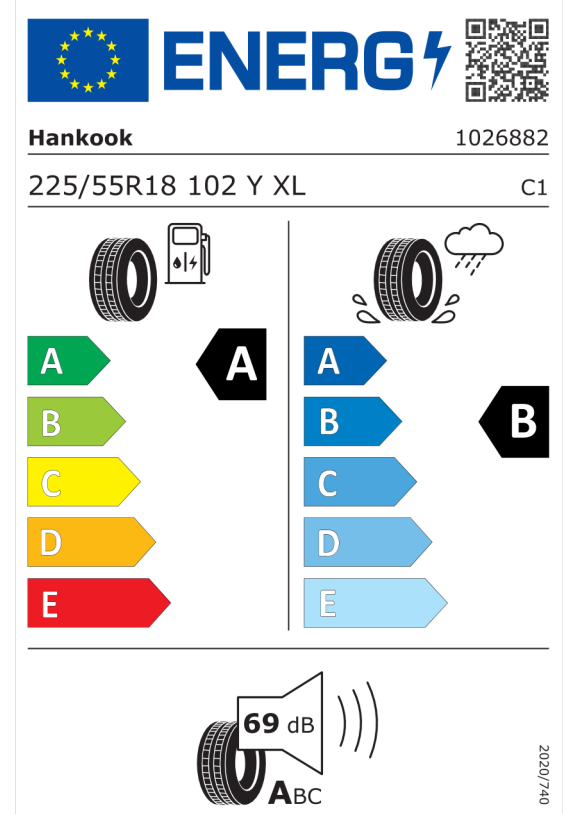 ENERG
Hankook 1026882
225/55R18 102 Y XL C1
A A A
B B B
C C
D D
E E
69 dB
ABC
2020/740